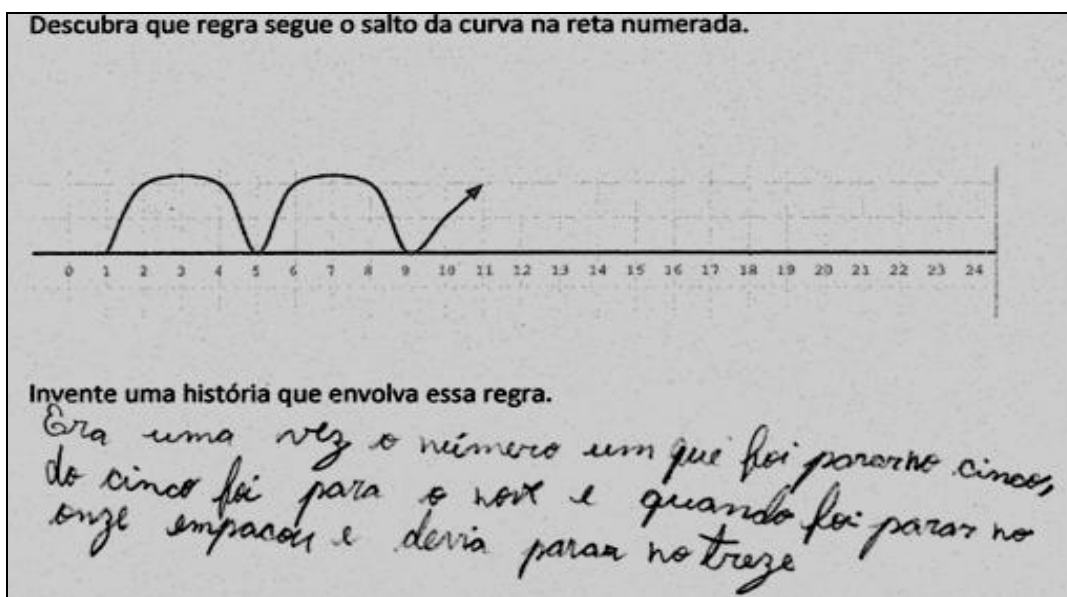 Descubra que regra segue o salto da curva na reta numerada.
0 1 2 3 4 5 6 7 8 9 10 11 12 13 14 15 16 17 18 19 20 21 22 23 24
Invente uma história que envolva essa regra.
Era uma vez o número um que foi pararno cinco,
do cinco foi para o nove e quando foi parar no
onze empacou e devia parar no treze